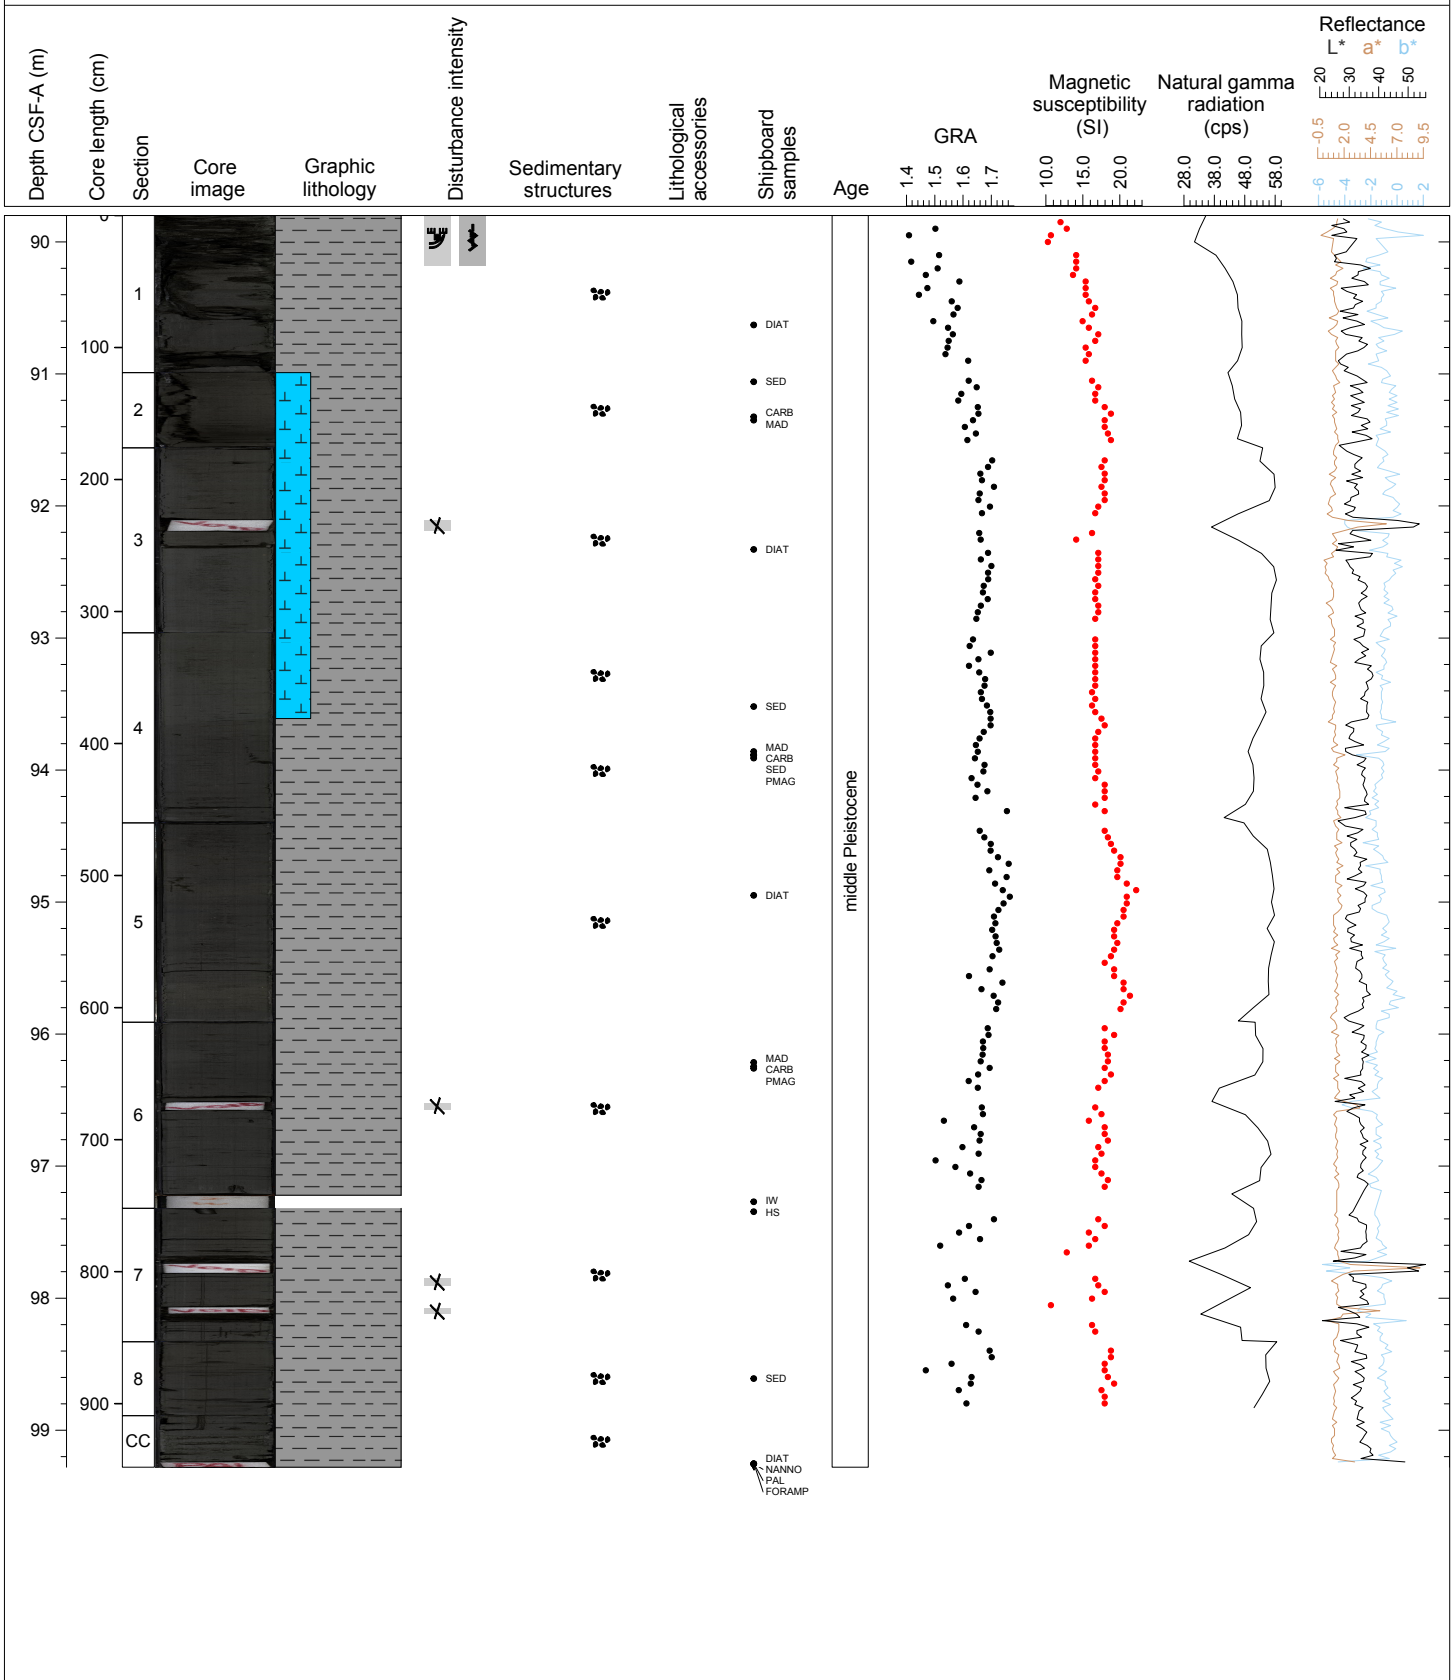 Depth CSF-A (m)
Core length (cm)
Section
Core
image
Graphic
lithology
Disturbance intensity
Sedimentary
structures
Lithological
accessories
Shipboard
samples
Age
GRA
1.4 1.5 1.6 1.7
Magnetic
susceptibility
(SI)
10.0 15.0 20.0
Natural gamma
radiation
(cps)
28.0 38.0 48.0 58.0
Reflectance
L* a* b*
20 30 40 50
-0.5 2.0 4.5 7.0 9.5
-6 -4 -2 0 2
0
90
1
DIAT
100
91
SED
2
CARB
MAD
200
92
3
DIAT
300
93
SED
4
400
MAD
CARB
94
SED
PMAG
middle Pleistocene
500
DIAT
95
5
600
96
MAD
CARB
PMAG
6
700
97
IW
HS
7
800
98
8
SED
900
99
CC
DIAT
NANNO
PAL
FORAMP